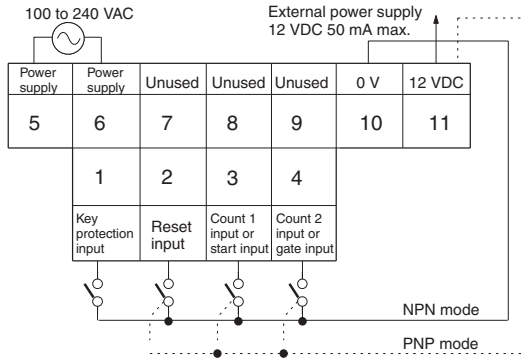 100 to 240 VAC
External power supply
12 VDC 50 mA max.
Power supply
Power supply
Unused
Unused
Unused
0 V
12 VDC
5
6
7
8
9
10
11
1
2
3
4
Key
protection
input
Reset
input
Count 1
input or
start input
Count 2
input or
gate input
NPN mode
PNP mode